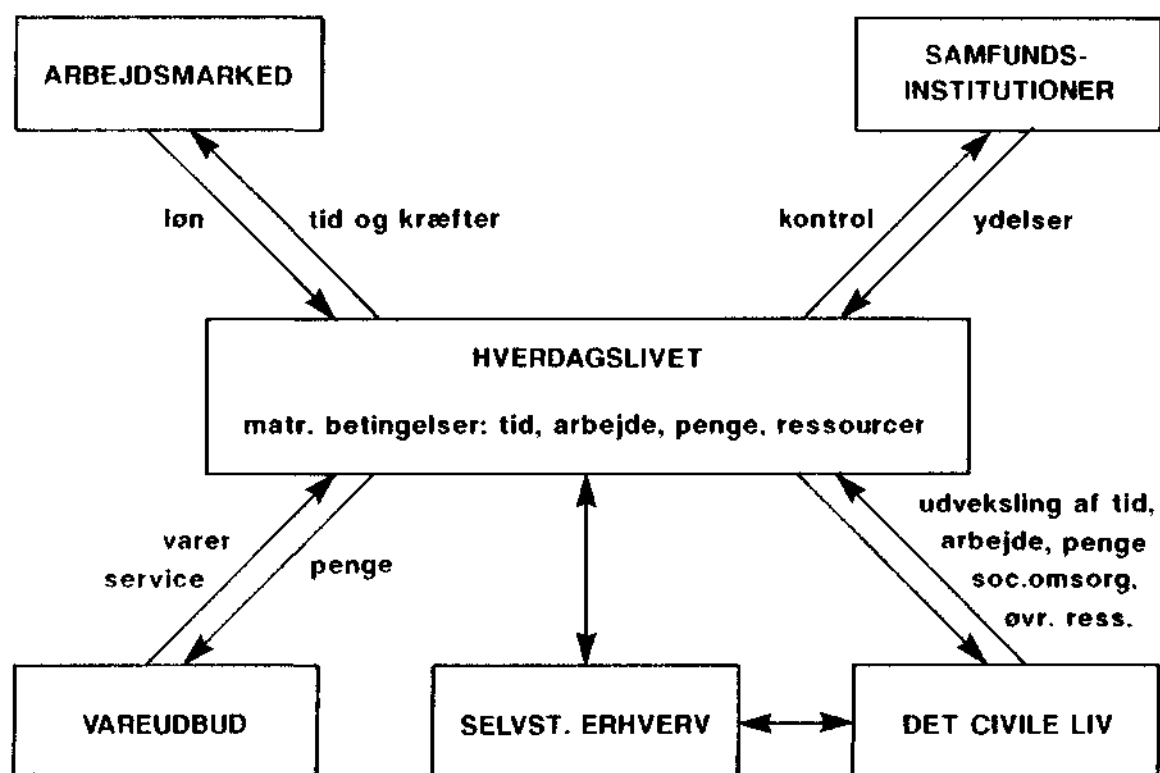 ARBEJDSMARKED
SAMFUNDS-
INSTITUTIONER
løn
tid og kræfter
kontrol
ydelser
HVERDAGSLIVET
matr. betingelser: tid, arbejde, penge, ressourcer
varer
service
penge
udveksling af tid,
arbejde, penge
soc.omsorg,
øvr. ress.
VAREUDBUD
SELVST. ERHVERV
DET CIVILE LIV